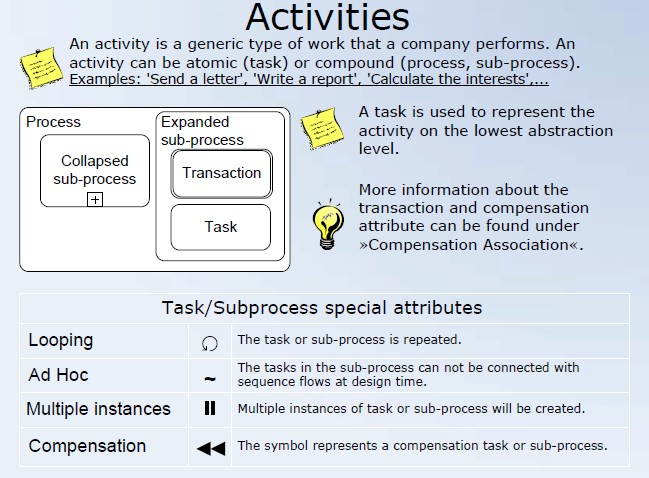 Activities
An activity is a generic type of work that a company performs. An
activity can be atomic (task) or compound (process, sub-process).
Examples: 'Send a letter', 'Write a report', 'Calculate the interests',...
Process
Collapsed
sub-process
+
Expanded
sub-process
Transaction
Task
A task is used to represent the
activity on the lowest abstraction
level.
More information about the
transaction and compensation
attribute can be found under
»Compensation Association«.
Task/Subprocess special attributes
Looping
The task or sub-process is repeated.
Ad Hoc
~
The tasks in the sub-process can not be connected with
sequence flows at design time.
Multiple instances
Multiple instances of task or sub-process will be created.
Compensation
The symbol represents a compensation task or sub-process.